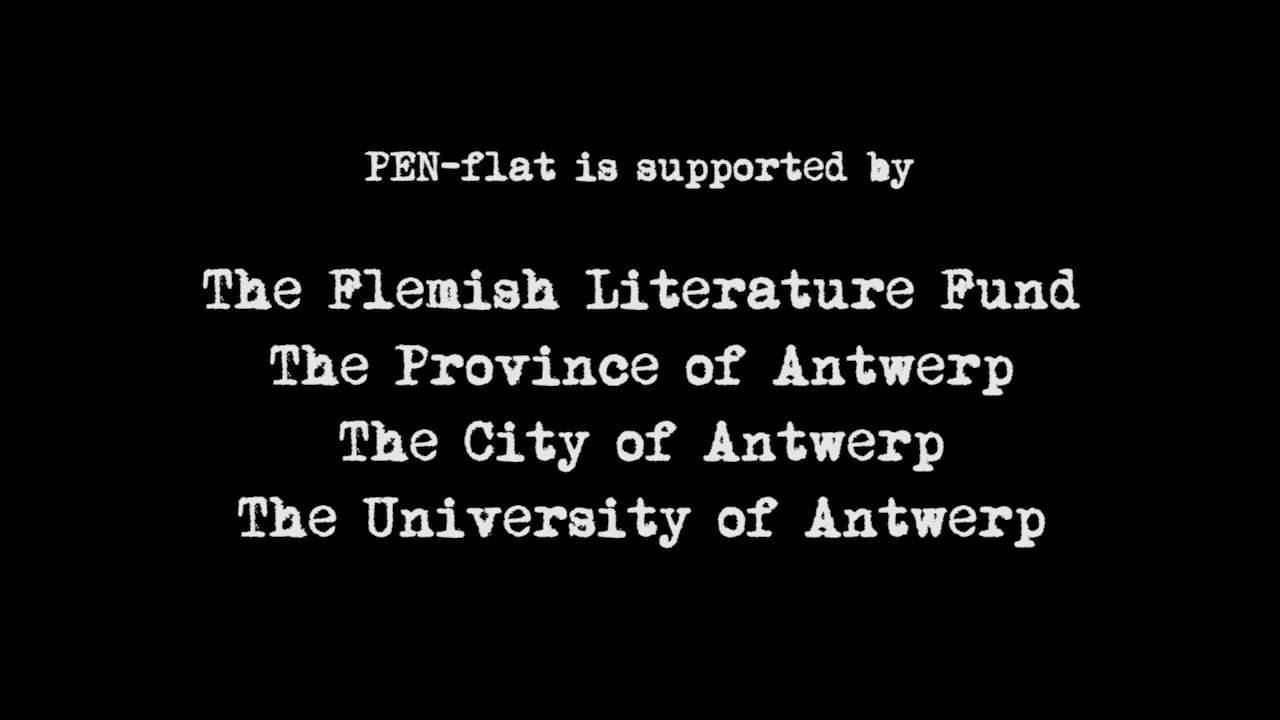 PEN-flat is supported by
The Flemish Literature Fund
The Province of Antwerp
The City of Antwerp
The University of Antwerp